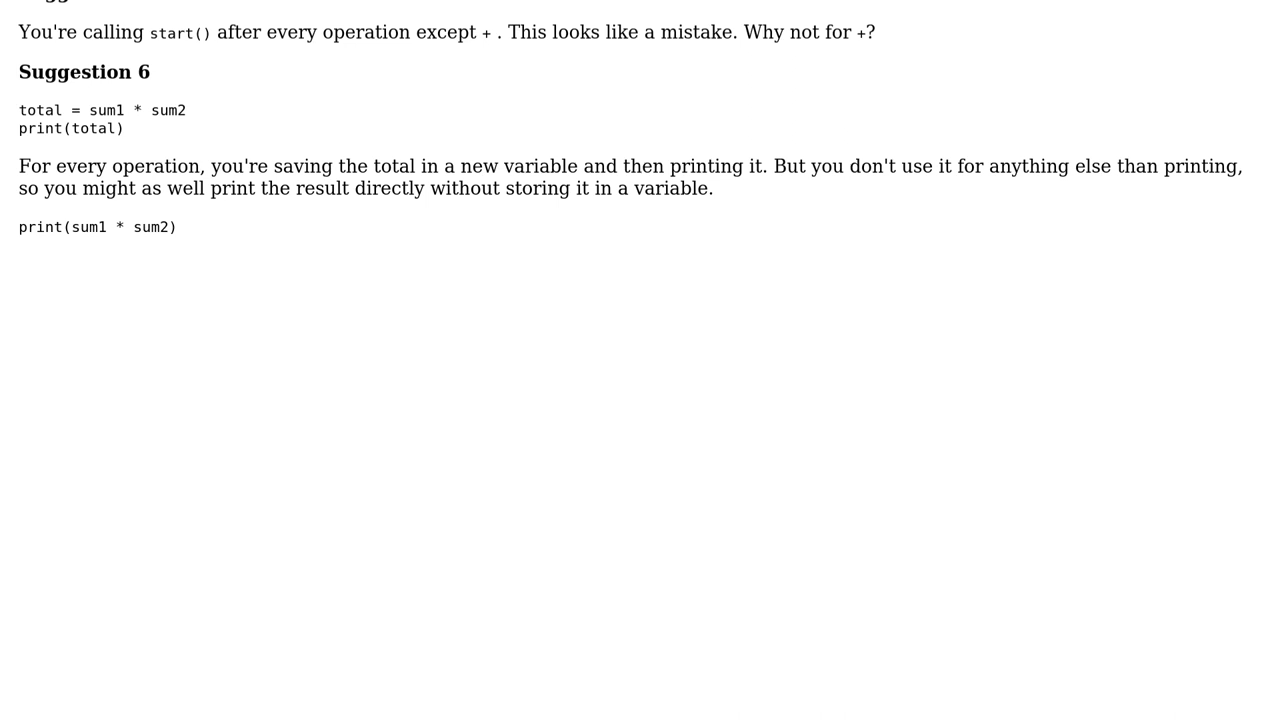 You're calling start() after every operation except + . This looks like a mistake. Why not for +?
Suggestion 6
total = sum1 * sum2
print(total)
For every operation, you're saving the total in a new variable and then printing it. But you don't use it for anything else than printing,
so you might as well print the result directly without storing it in a variable.
print(sum1 * sum2)